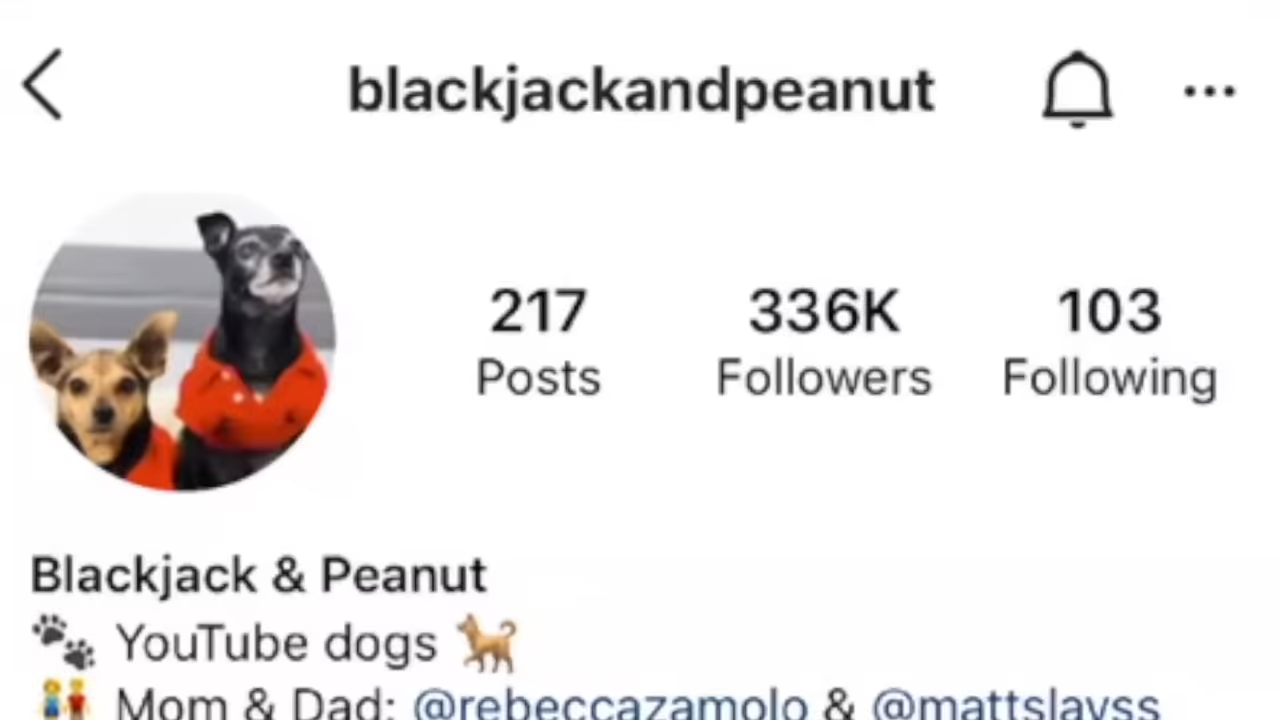 blackjackandpeanut
217 336K 103
Posts Followers Following
Blackjack & Peanut
🐾 YouTube dogs 🐕
👬 Mom & Dad: @rebeccazamolo & @mattslayss